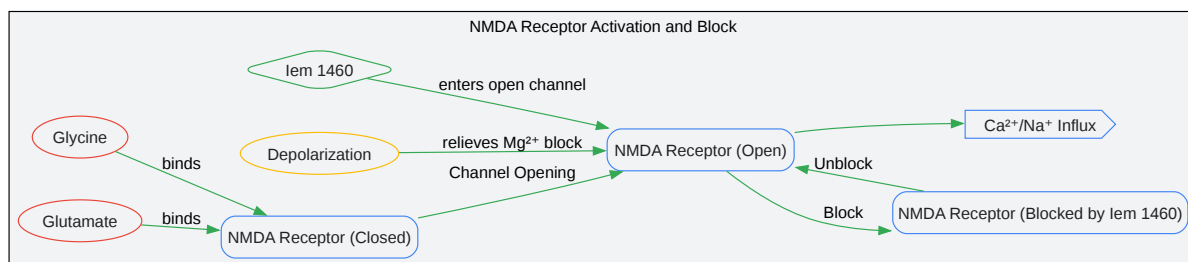 NMDA Receptor Activation and Block
Iem 1460
enters open channel
Glycine
Ca²⁺/Na⁺ Influx
Depolarization
relieves Mg²⁺ block
NMDA Receptor (Open)
binds
Channel Opening
Unblock
Glutamate
binds
NMDA Receptor (Closed)
Block
NMDA Receptor (Blocked by Iem 1460)